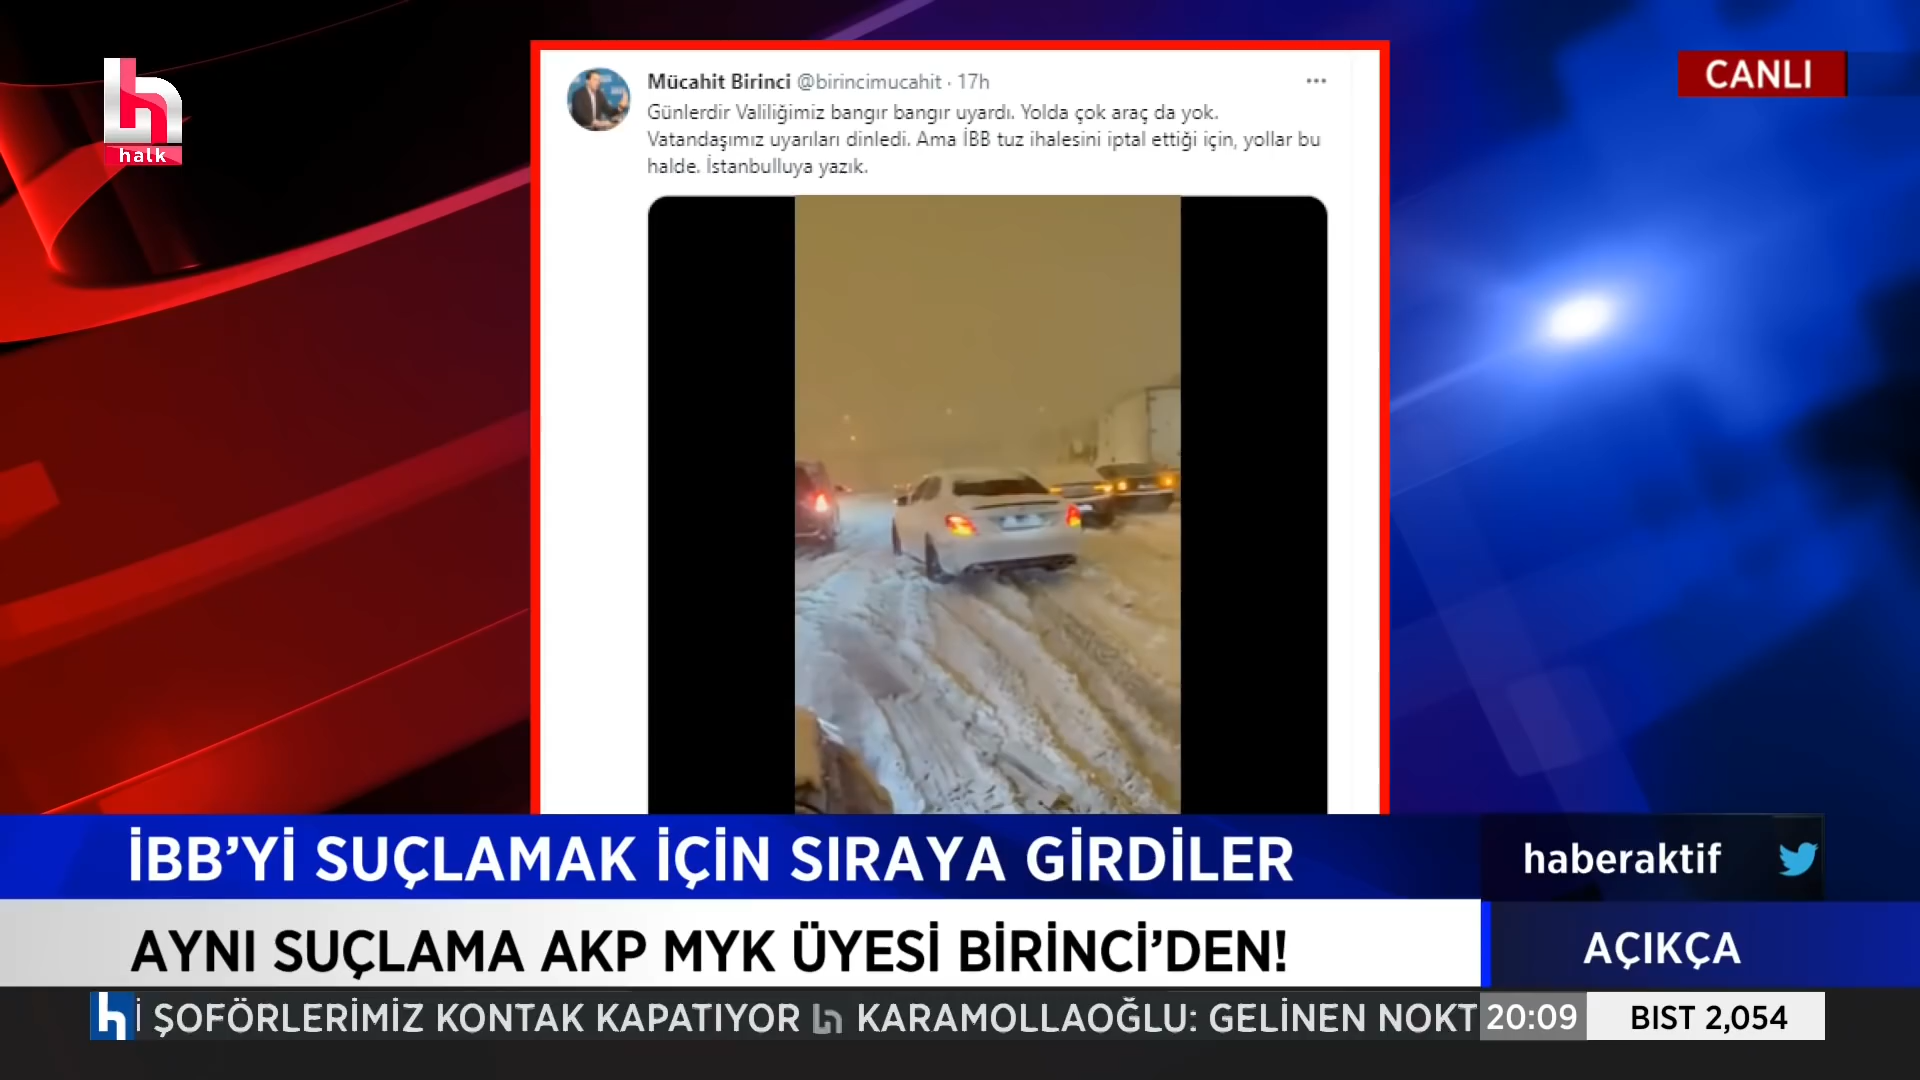 halk
CANLI
Mücahit Birinci @birincimucahit · 17h
Günlerdir Valiliğimiz bangır bangır uyardı. Yolda çok araç da yok.
Vatandaşımız uyarıları dinledi. Ama İBB tuz ihalesini iptal ettiği için, yollar bu
halde. İstanbulluya yazık.
İBB'Yİ SUÇLAMAK İÇİN SIRAYA GİRDİLER
haberaktif
AYNI SUÇLAMA AKP MYK ÜYESİ BİRİNCİ'DEN!
AÇIKÇA
İ ŞOFÖRLERİMİZ KONTAK KAPATIYOR KARAMOLLAOĞLU: GELİNEN NOKT
20:09
BIST 2,054